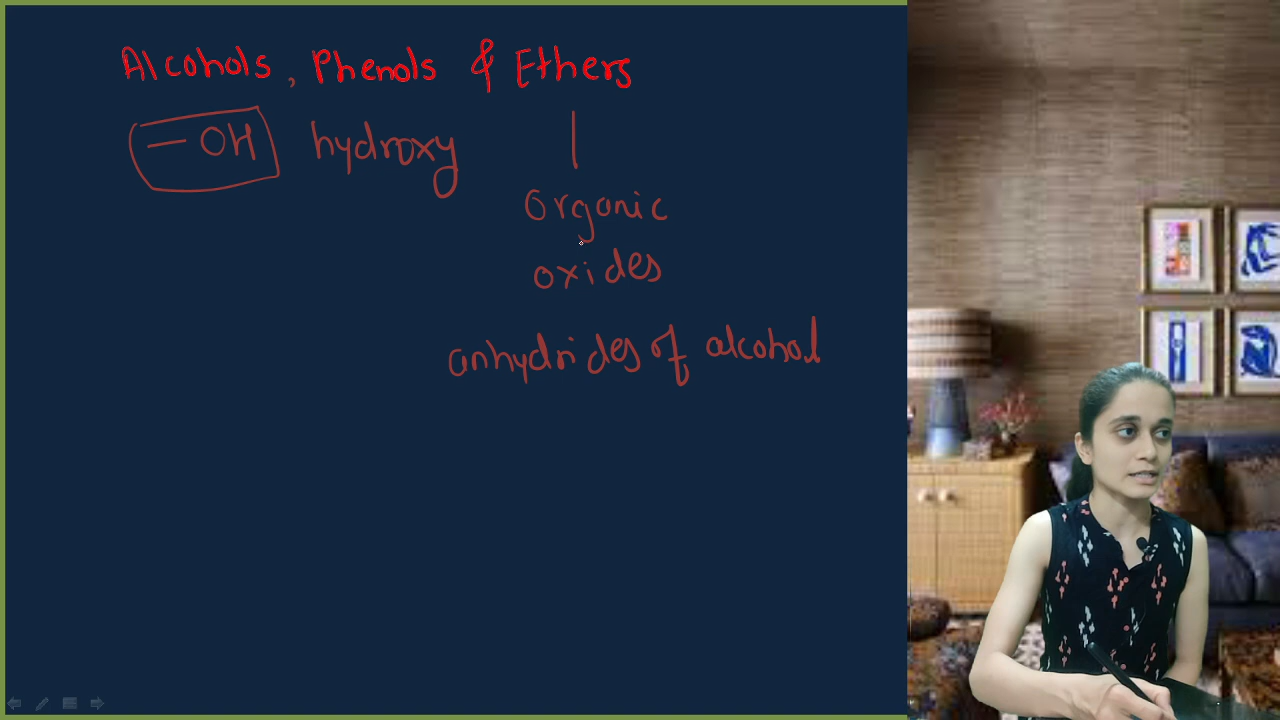 Alcohols, Phenols & Ethers
— OH hydroxy
Organic
oxides
anhydrides of alcohol